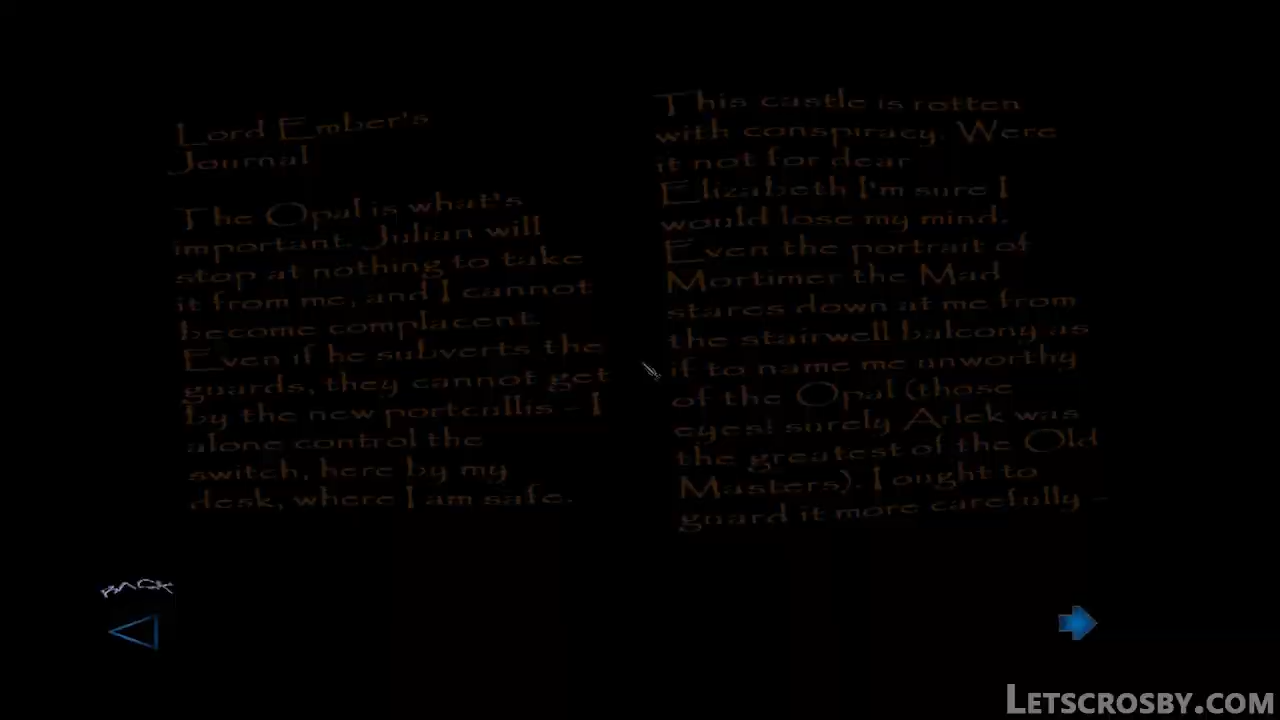 Lord Ember's
Journal
The Opal is what's
important. Julian will
stop at nothing to take
it from me, and I cannot
become complacent.
Even if he subverts the
guards, they cannot get
by the new portcullis - I
alone control the
switch, here by my
desk, where I am safe.
This castle is rotten
with conspiracy. Were
it not for dear
Elizabeth I'm sure I
would lose my mind.
Even the portrait of
Mortimer the Mad
stares down at me from
the stairwell balcony as
if to name me unworthy
of the Opal (those
eyes! surely Arlek was
the greatest of the Old
Masters). I ought to
guard it more carefully -
BACK
LETSCROSBY.COM